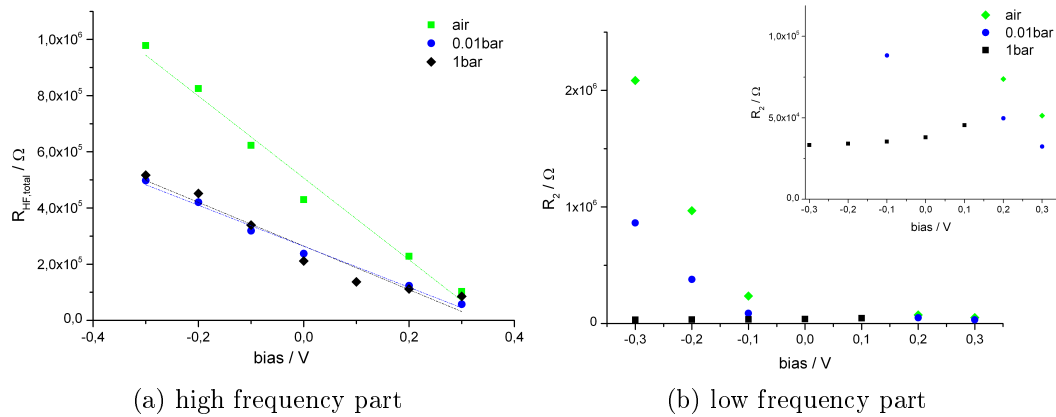 air
0.01bar
1bar
1,0x10⁶
8,0x10⁵
6,0x10⁵
4,0x10⁵
2,0x10⁵
0,0
R_HF,total / Ω
-0,4 -0,2 0,0 0,2 0,4
bias / V
(a) high frequency part
air
0.01bar
1bar
2x10⁶
1x10⁶
0
R₂ / Ω
-0,3 -0,2 -0,1 0,0 0,1 0,2 0,3
bias / V
1,0x10⁵
5,0x10⁴
0,0
R₂ / Ω
-0,3 -0,2 -0,1 0,0 0,1 0,2 0,3
bias / V
(b) low frequency part